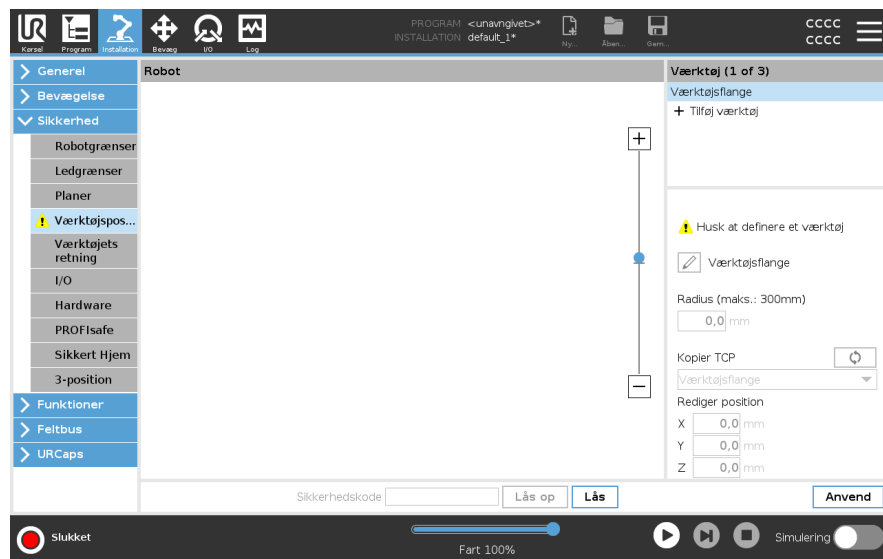 PROGRAM <unavngivet>*
INSTALLATION default_1*
Kørsel
Program
Installation
Bevæg
I/O
Log
Ny...
Åben...
Gem...
CCCC
CCCC
Generel
Bevægelse
Sikkerhed
Robotgrænser
Ledgrænser
Planer
Værktøjspos...
Værktøjets
retning
I/O
Hardware
PROFIsafe
Sikkert Hjem
3-position
Funktioner
Feltbus
URCaps
Robot
Værktøj (1 of 3)
Værktøjsflange
+ Tilføj værktøj
Husk at definere et værktøj
Værktøjsflange
Radius (maks.: 300mm)
0,0 mm
Kopier TCP
Værktøjsflange
Rediger position
X 0,0 mm
Y 0,0 mm
Z 0,0 mm
Sikkerhedskode
Lås op
Lås
Anvend
Slukket
Fart 100%
Simulering